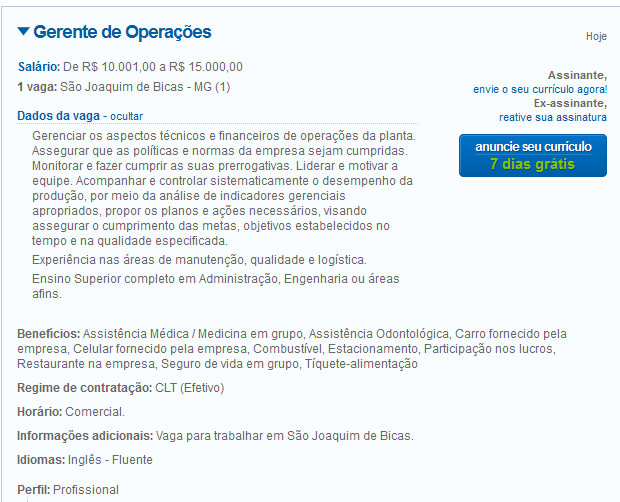 Gerente de Operações
Hoje
Salário: De R$ 10.001,00 a R$ 15.000,00
1 vaga: São Joaquim de Bicas - MG (1)
Assinante,
envie o seu currículo agora!
Ex-assinante,
reative sua assinatura
anuncie seu currículo
7 dias grátis
Dados da vaga - ocultar
Gerenciar os aspectos técnicos e financeiros de operações da planta.
Assegurar que as políticas e normas da empresa sejam cumpridas.
Monitorar e fazer cumprir as suas prerrogativas. Liderar e motivar a
equipe. Acompanhar e controlar sistematicamente o desempenho da
produção, por meio da análise de indicadores gerenciais
apropriados, propor os planos e ações necessários, visando
assegurar o cumprimento das metas, objetivos estabelecidos no
tempo e na qualidade especificada.
Experiência nas áreas de manutenção, qualidade e logística.
Ensino Superior completo em Administração, Engenharia ou áreas
afins.
Benefícios: Assistência Médica / Medicina em grupo, Assistência Odontológica, Carro fornecido pela
empresa, Celular fornecido pela empresa, Combustível, Estacionamento, Participação nos lucros,
Restaurante na empresa, Seguro de vida em grupo, Tíquete-alimentação
Regime de contratação: CLT (Efetivo)
Horário: Comercial.
Informações adicionais: Vaga para trabalhar em São Joaquim de Bicas.
Idiomas: Inglês - Fluente
Perfil: Profissional